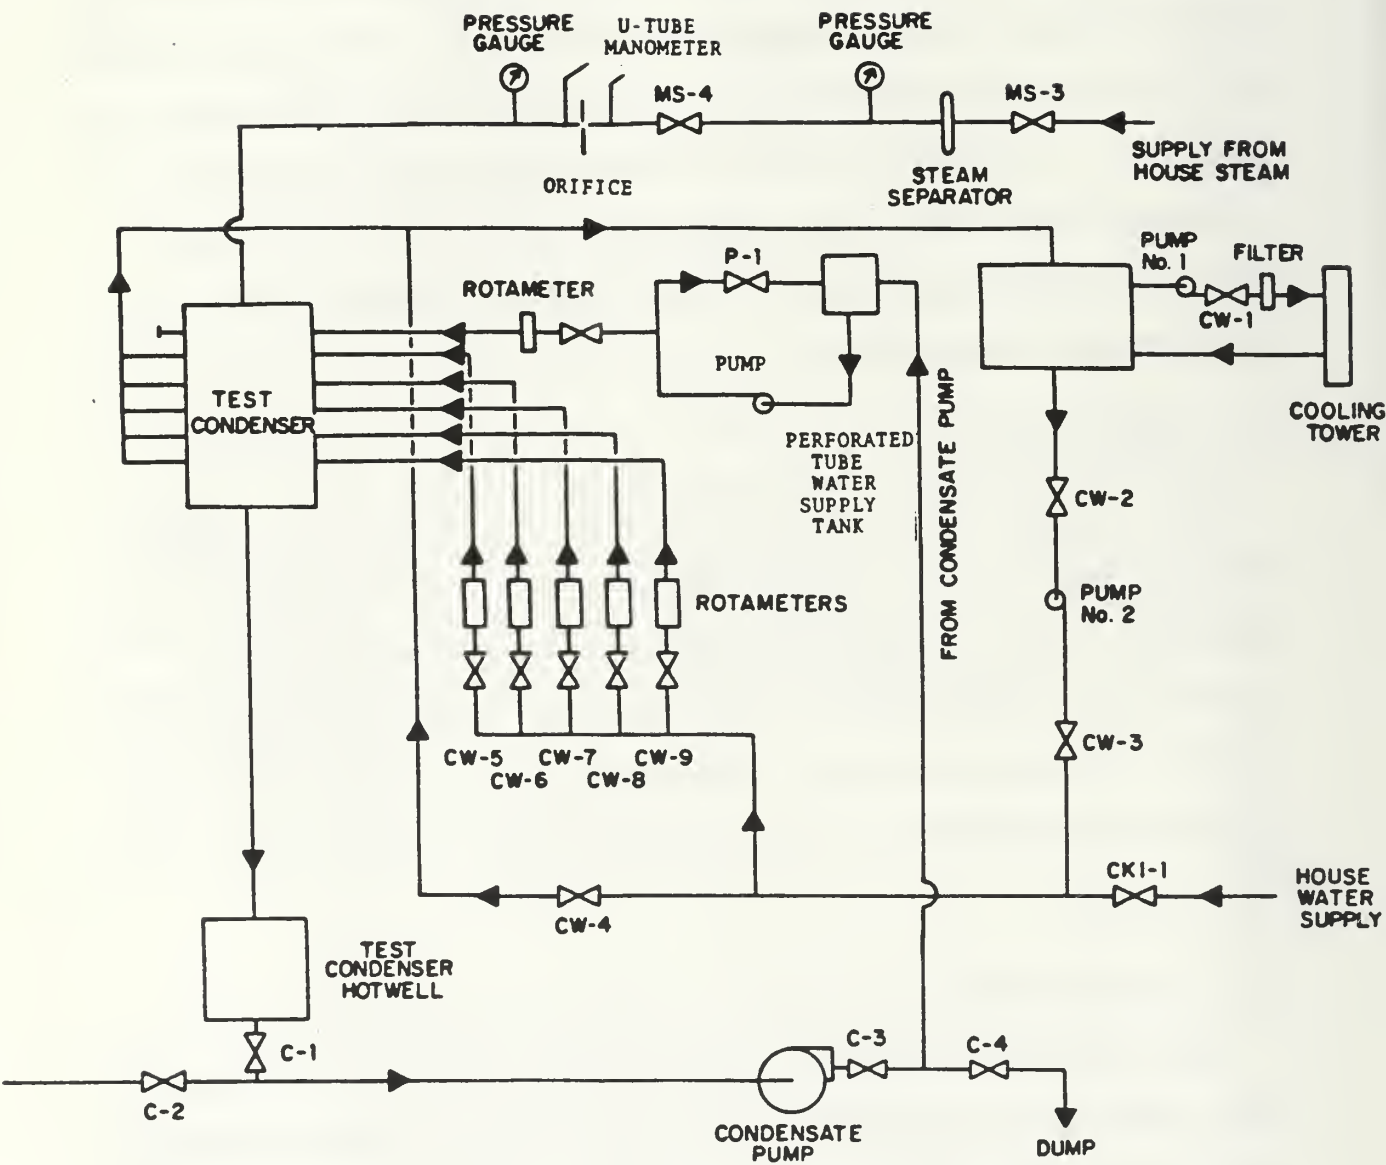 PRESSURE
GAUGE
U-TUBE
MANOMETER
PRESSURE
GAUGE
MS-4
MS-3
SUPPLY FROM
HOUSE STEAM
ORIFICE
STEAM
SEPARATOR
P-1
PUMP
No. 1
FILTER
ROTAMETER
CW-1
PUMP
TEST
CONDENSER
COOLING
TOWER
PERFORATED
TUBE
WATER
SUPPLY
TANK
FROM CONDENSATE PUMP
CW-2
PUMP
No. 2
ROTAMETERS
CW-3
CW-5
CW-7
CW-9
CW-6
CW-8
CK1-1
HOUSE
WATER
SUPPLY
CW-4
TEST
CONDENSER
HOTWELL
C-1
C-3
C-4
C-2
CONDENSATE
PUMP
DUMP